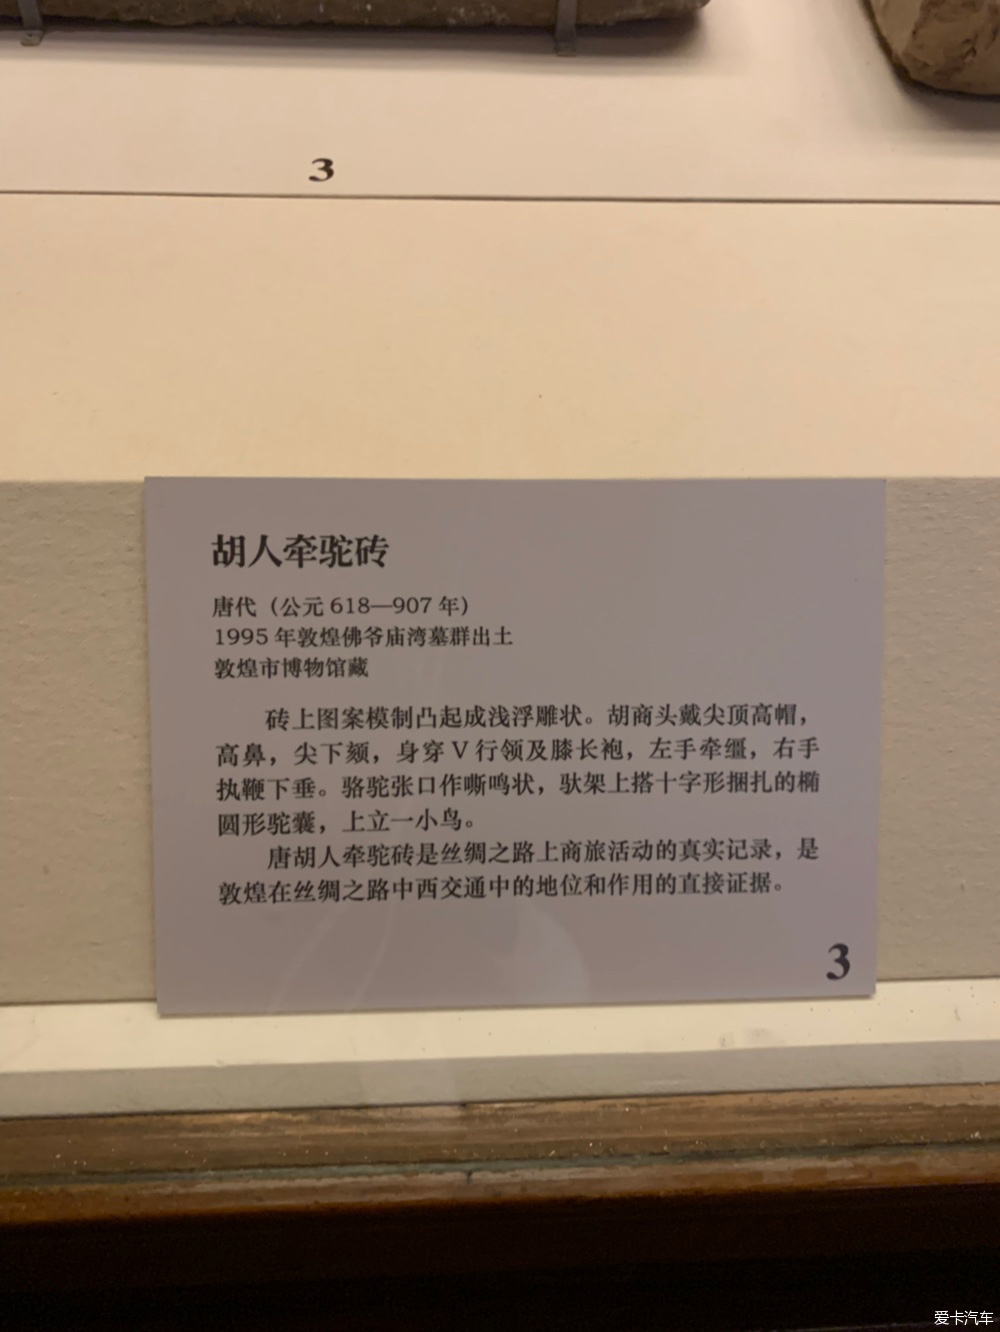 3
胡人牵驼砖
唐代（公元 618—907 年）
1995 年敦煌佛爷庙湾墓群出土
敦煌市博物馆藏
砖上图案模制凸起成浅浮雕状。胡商头戴尖顶高帽，
高鼻，尖下颏，身穿 V 行领及膝长袍，左手牵缰，右手
执鞭下垂。骆驼张口作嘶鸣状，驮架上搭十字形捆扎的椭
圆形驼囊，上立一小鸟。
唐胡人牵驼砖是丝绸之路上商旅活动的真实记录，是
敦煌在丝绸之路中西交通中的地位和作用的直接证据。
3
爱卡汽车